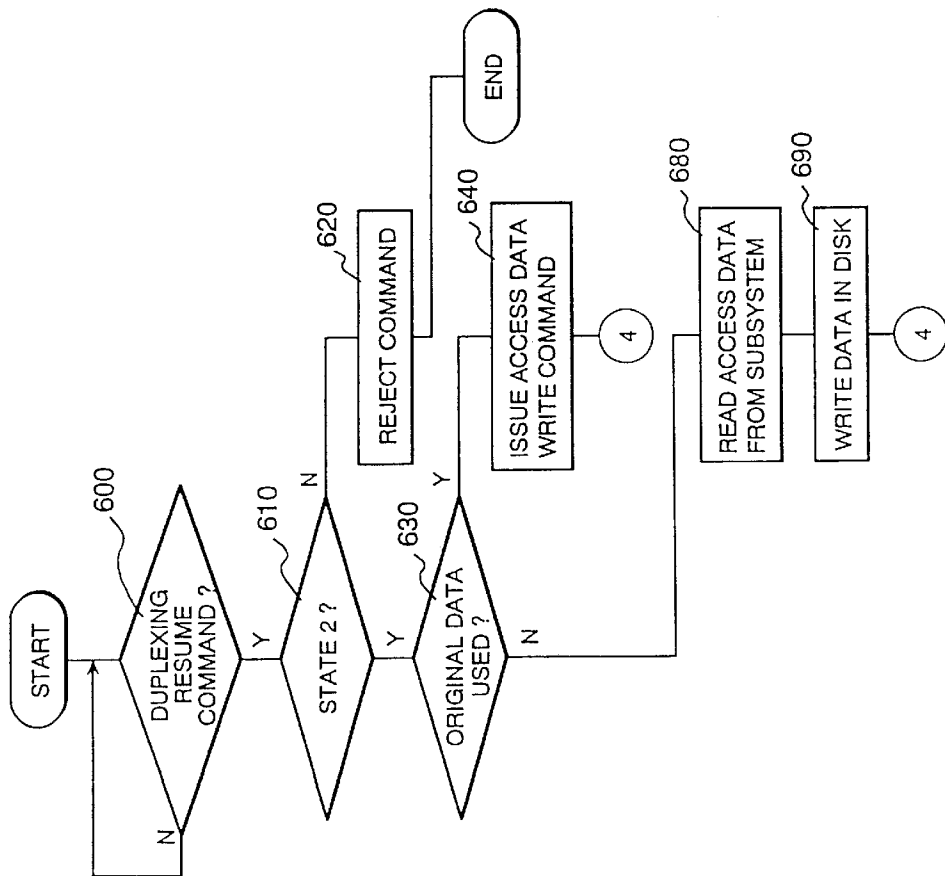 START
600
DUPLEXING
RESUME
COMMAND ?
N
Y
610
STATE 2 ?
N
620
REJECT COMMAND
END
Y
630
ORIGINAL DATA
USED ?
Y
640
ISSUE ACCESS DATA
WRITE COMMAND
4
N
680
READ ACCESS DATA
FROM SUBSYSTEM
690
WRITE DATA IN DISK
4